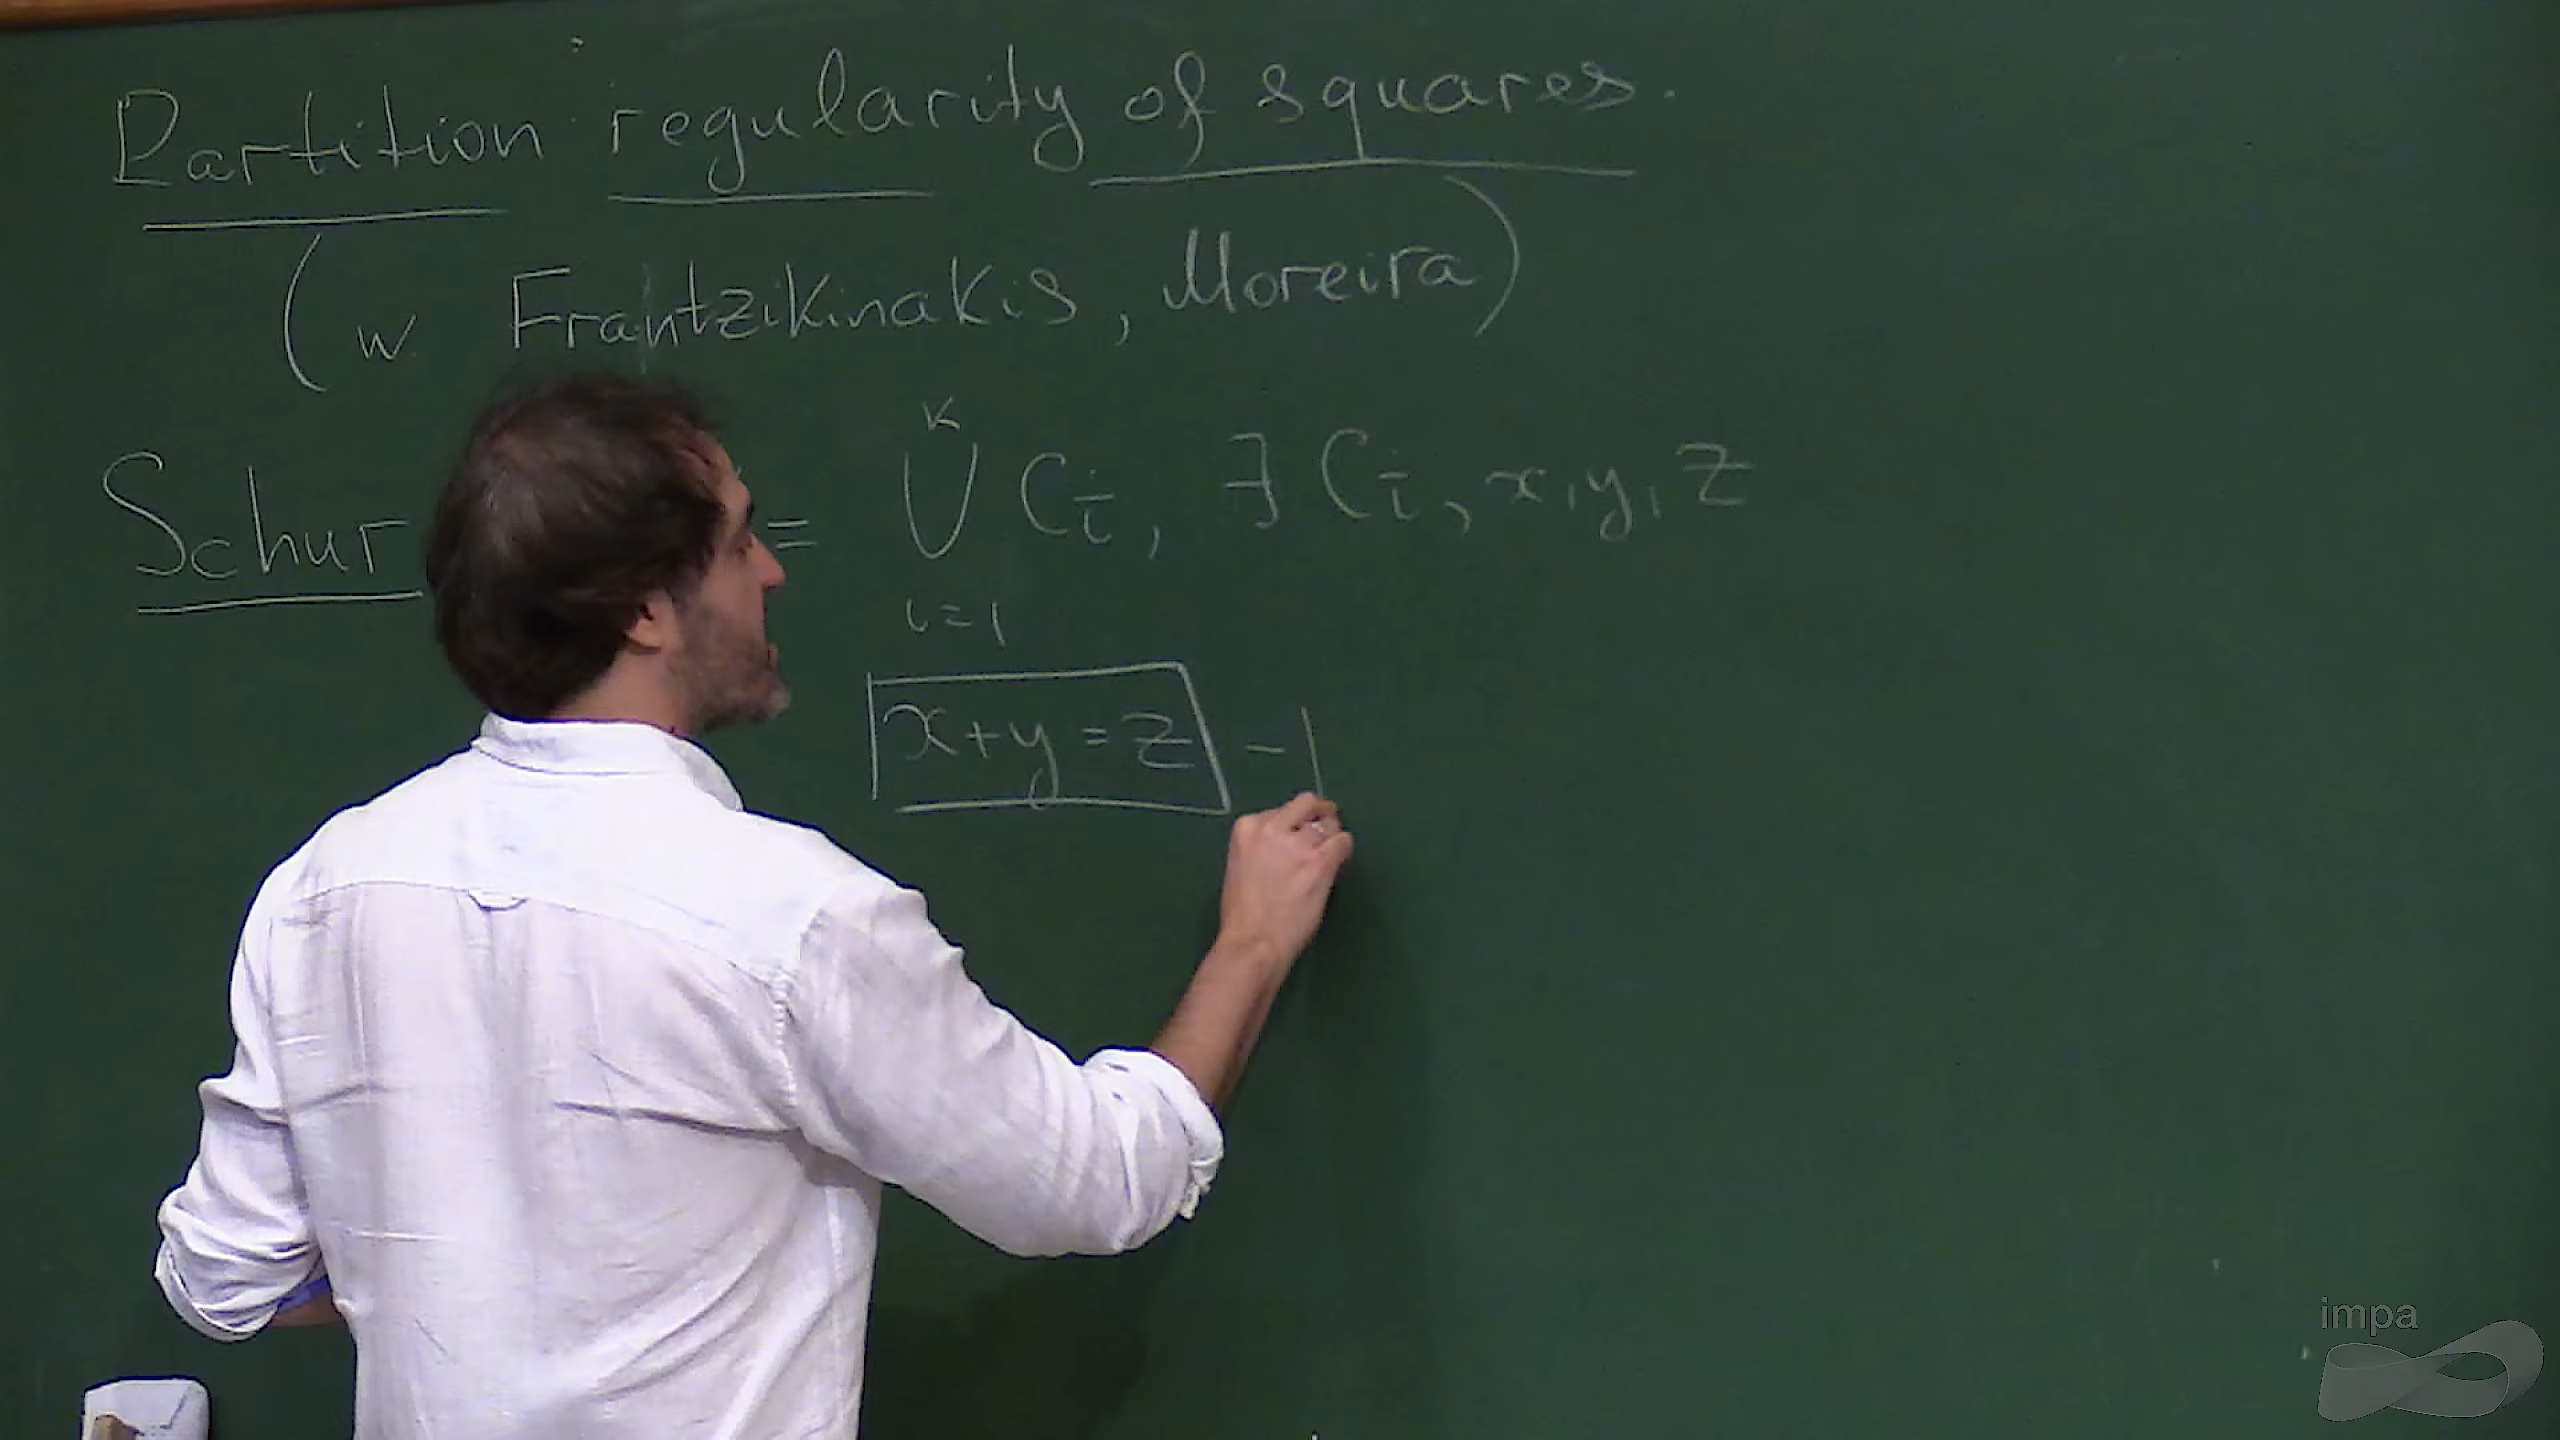 Partition regularity of squares.
(w. Frantzikinakis, Moreira)
Schur = ⋃ Cᵢ, ∃ Cᵢ, x, y, z
K
i=1
x+y=z -
impa